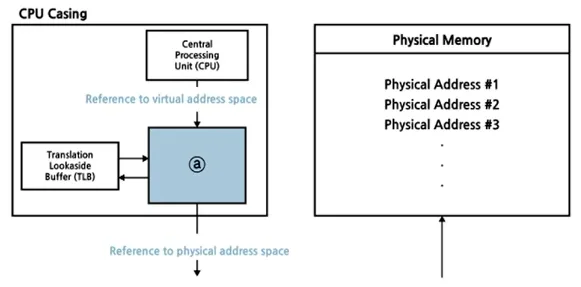 CPU Casing
Central
Processing
Unit (CPU)
Reference to virtual address space
Translation
Lookaside
Buffer (TLB)
ⓐ
Reference to physical address space
Physical Memory
Physical Address #1
Physical Address #2
Physical Address #3
.
.
.